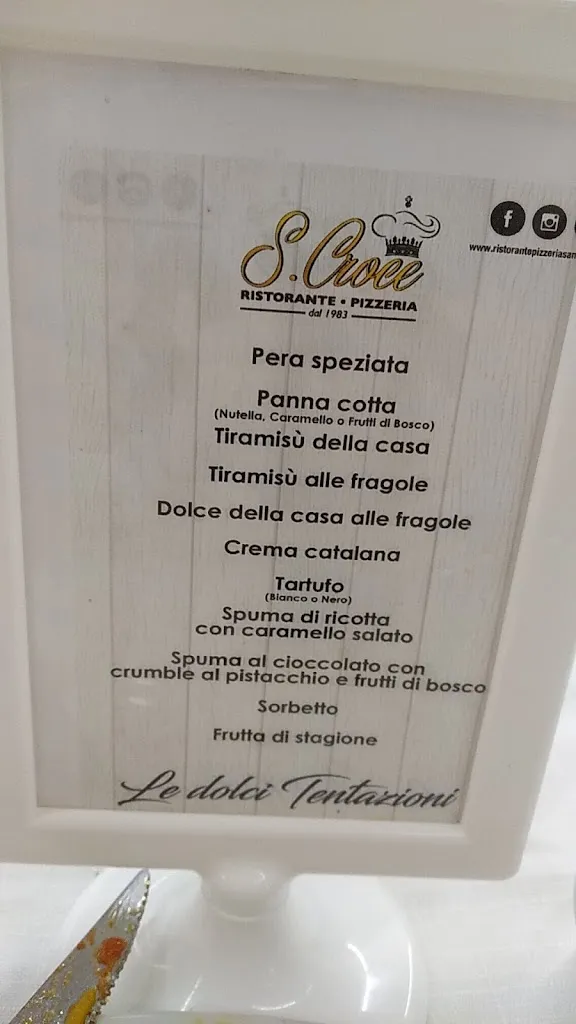 S. Croce
RISTORANTE • PIZZERIA
dal 1983
www.ristorantepizzeriasan
Pera speziata
Panna cotta
(Nutella, Caramello o Frutti di Bosco)
Tiramisù della casa
Tiramisù alle fragole
Dolce della casa alle fragole
Crema catalana
Tartufo
(Bianco o Nero)
Spuma di ricotta
con caramello salato
Spuma al cioccolato con
crumble al pistacchio e frutti di bosco
Sorbetto
Frutta di stagione
Le dolci Tentazioni